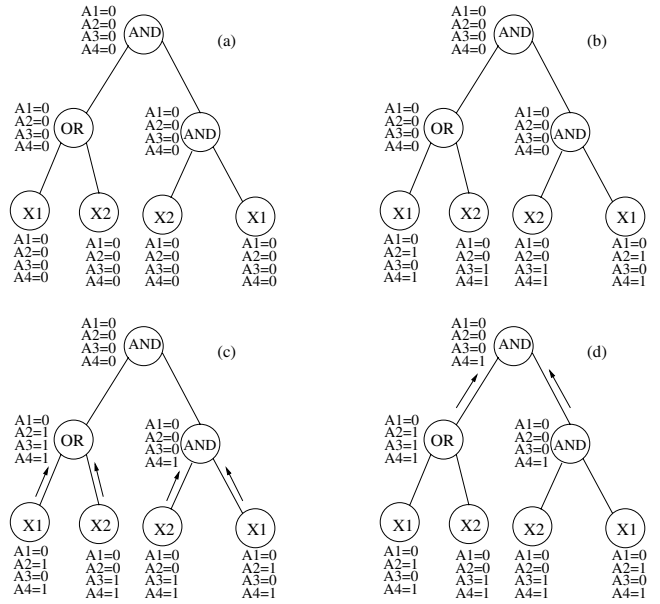 A1=0
A2=0
A3=0
A4=0
AND
(a)
A1=0
A2=0
A3=0
A4=0
OR
A1=0
A2=0
A3=0
A4=0
AND
X1
X2
X2
X1
A1=0
A2=0
A3=0
A4=0
A1=0
A2=0
A3=0
A4=0
A1=0
A2=0
A3=0
A4=0
A1=0
A2=0
A3=0
A4=0
A1=0
A2=0
A3=0
A4=0
AND
(b)
A1=0
A2=0
A3=0
A4=0
OR
A1=0
A2=0
A3=0
A4=0
AND
X1
X2
X2
X1
A1=0
A2=1
A3=0
A4=1
A1=0
A2=0
A3=1
A4=1
A1=0
A2=0
A3=1
A4=1
A1=0
A2=1
A3=0
A4=1
A1=0
A2=0
A3=0
A4=0
AND
(c)
A1=0
A2=1
A3=1
A4=1
OR
A1=0
A2=0
A3=0
A4=1
AND
X1
X2
X2
X1
A1=0
A2=1
A3=0
A4=1
A1=0
A2=0
A3=1
A4=1
A1=0
A2=0
A3=1
A4=1
A1=0
A2=1
A3=0
A4=1
A1=0
A2=0
A3=0
A4=1
AND
(d)
A1=0
A2=1
A3=1
A4=1
OR
A1=0
A2=0
A3=0
A4=1
AND
X1
X2
X2
X1
A1=0
A2=1
A3=0
A4=1
A1=0
A2=0
A3=1
A4=1
A1=0
A2=0
A3=1
A4=1
A1=0
A2=1
A3=0
A4=1